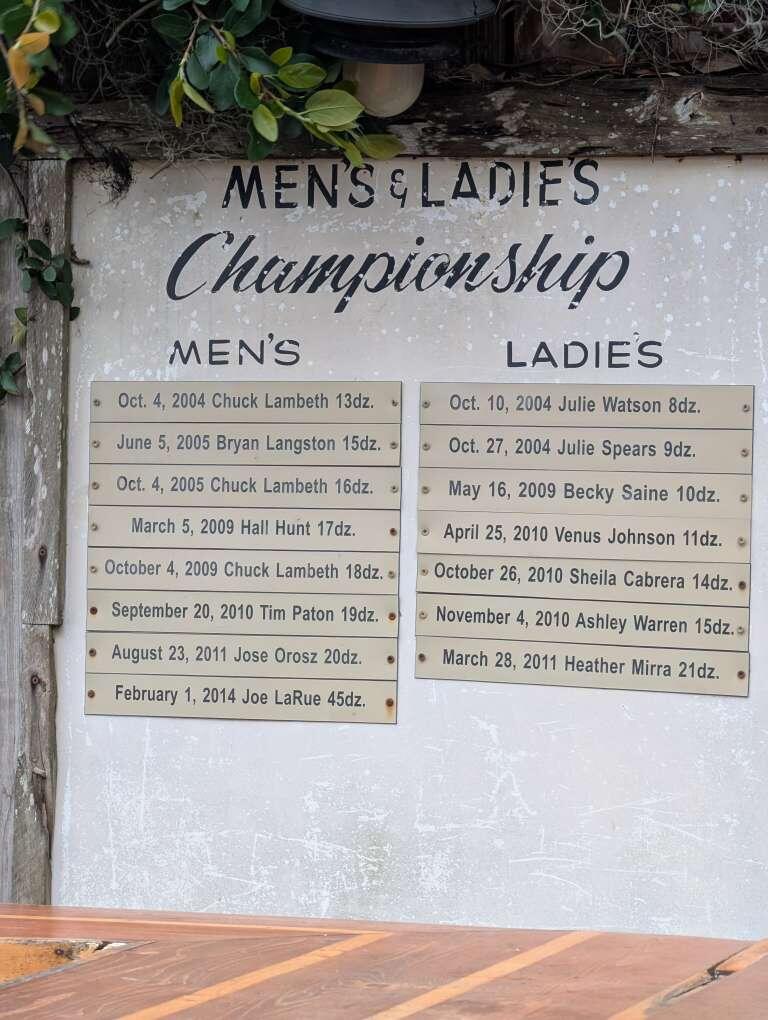 MEN'S & LADIE'S
Championship
MEN'S
Oct. 4, 2004 Chuck Lambeth 13dz.
June 5, 2005 Bryan Langston 15dz.
Oct. 4, 2005 Chuck Lambeth 16dz.
March 5, 2009 Hall Hunt 17dz.
October 4, 2009 Chuck Lambeth 18dz.
September 20, 2010 Tim Paton 19dz.
August 23, 2011 Jose Orosz 20dz.
February 1, 2014 Joe LaRue 45dz.
LADIE'S
Oct. 10, 2004 Julie Watson 8dz.
Oct. 27, 2004 Julie Spears 9dz.
May 16, 2009 Becky Saine 10dz.
April 25, 2010 Venus Johnson 11dz.
October 26, 2010 Sheila Cabrera 14dz.
November 4, 2010 Ashley Warren 15dz.
March 28, 2011 Heather Mirra 21dz.